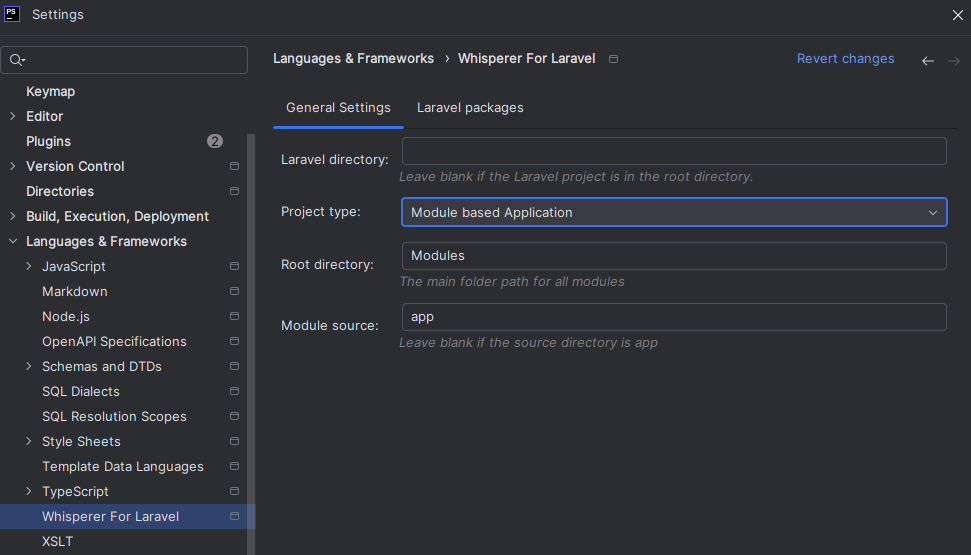 PS
Settings
Keymap
Editor
Plugins 2
Version Control
Directories
Build, Execution, Deployment
Languages & Frameworks
JavaScript
Markdown
Node.js
OpenAPI Specifications
Schemas and DTDs
SQL Dialects
SQL Resolution Scopes
Style Sheets
Template Data Languages
TypeScript
Whisperer For Laravel
XSLT
Languages & Frameworks › Whisperer For Laravel
Revert changes
General Settings Laravel packages
Laravel directory:
Leave blank if the Laravel project is in the root directory.
Project type: Module based Application
Root directory: Modules
The main folder path for all modules
Module source: app
Leave blank if the source directory is app